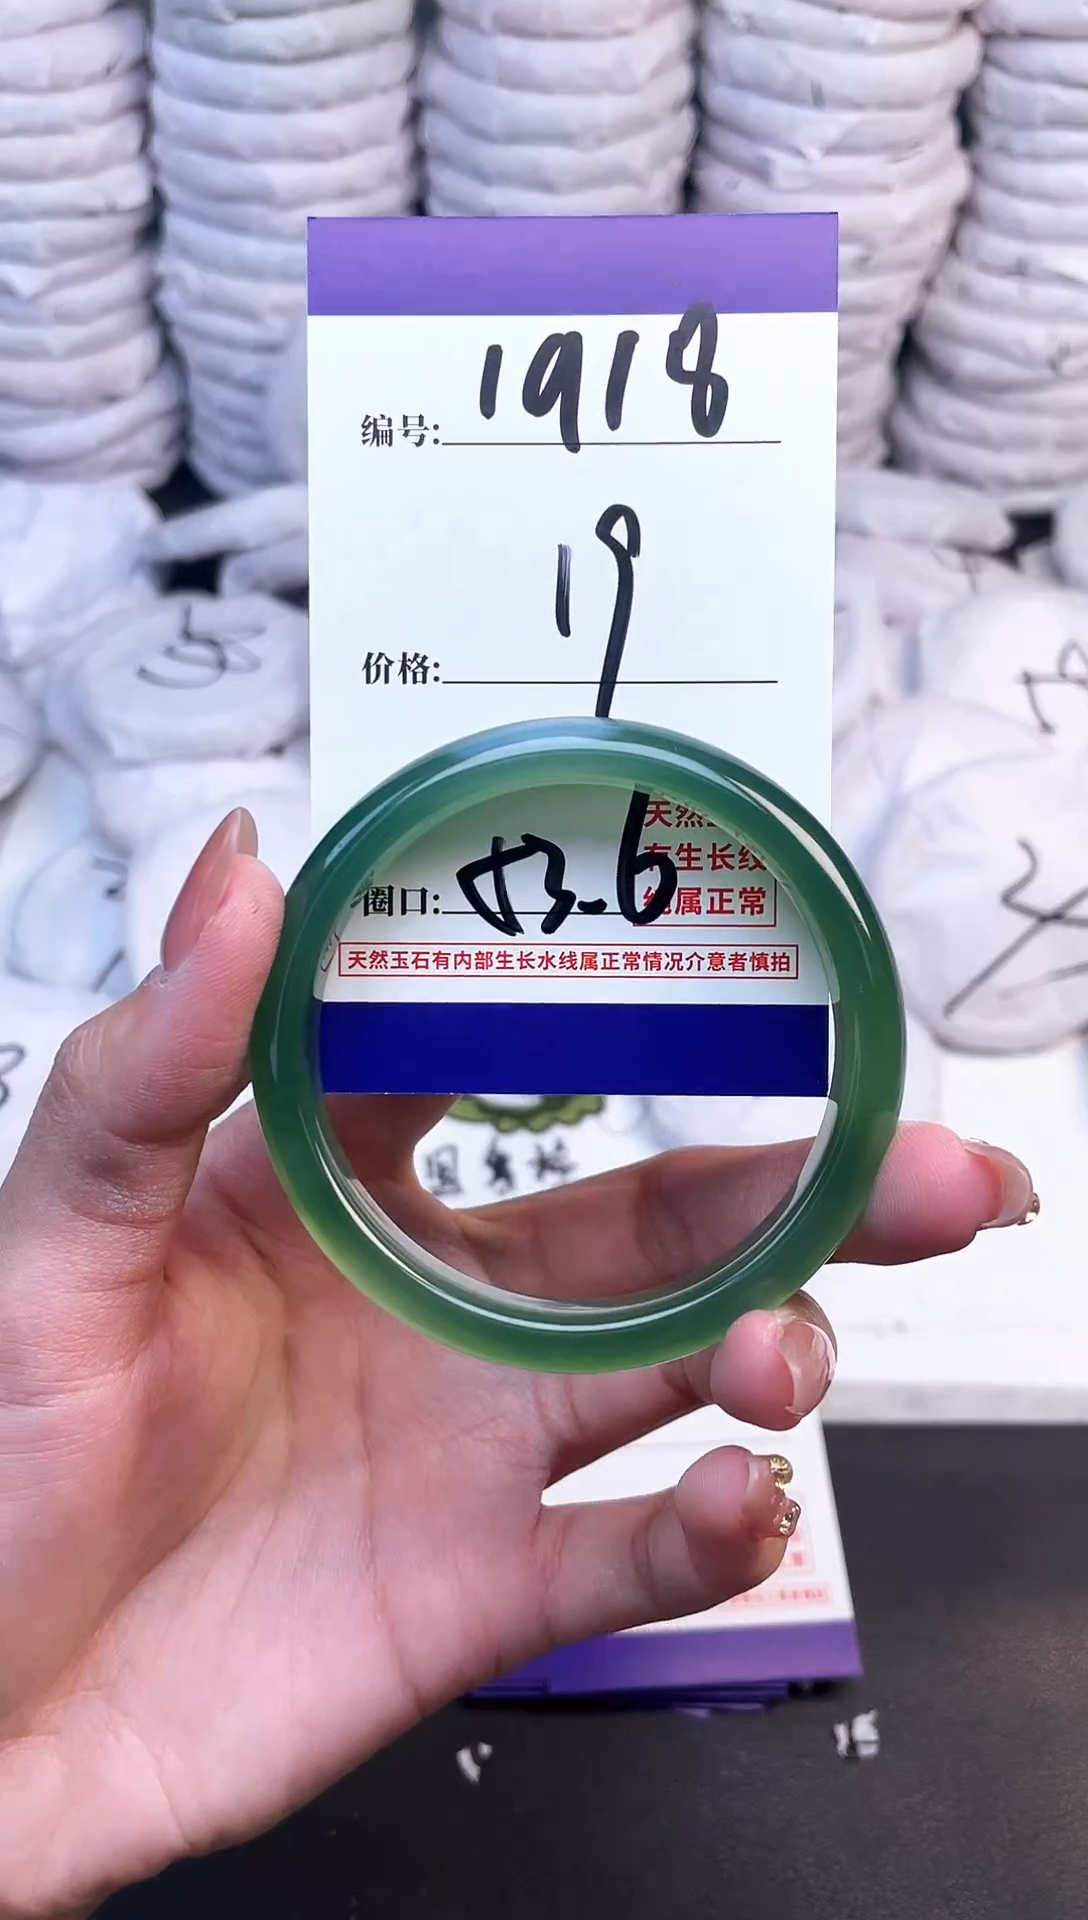 编号: 1918
价格: 19
天然
有生长纹
纯属正常
圈口: 53-6
天然玉石有内部生长水线属正常情况介意者慎拍